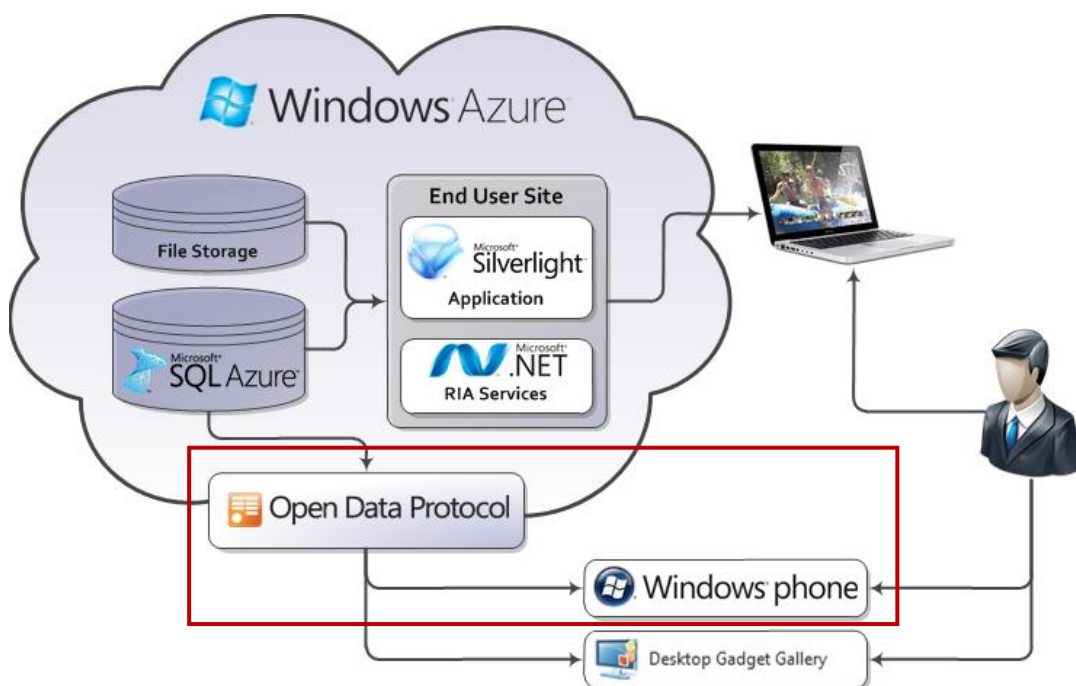 Windows Azure
End User Site
File Storage
Microsoft®
Silverlight
Application
Microsoft®
SQL Azure
Microsoft®
.NET
RIA Services
Open Data Protocol
Windows® phone
Desktop Gadget Gallery